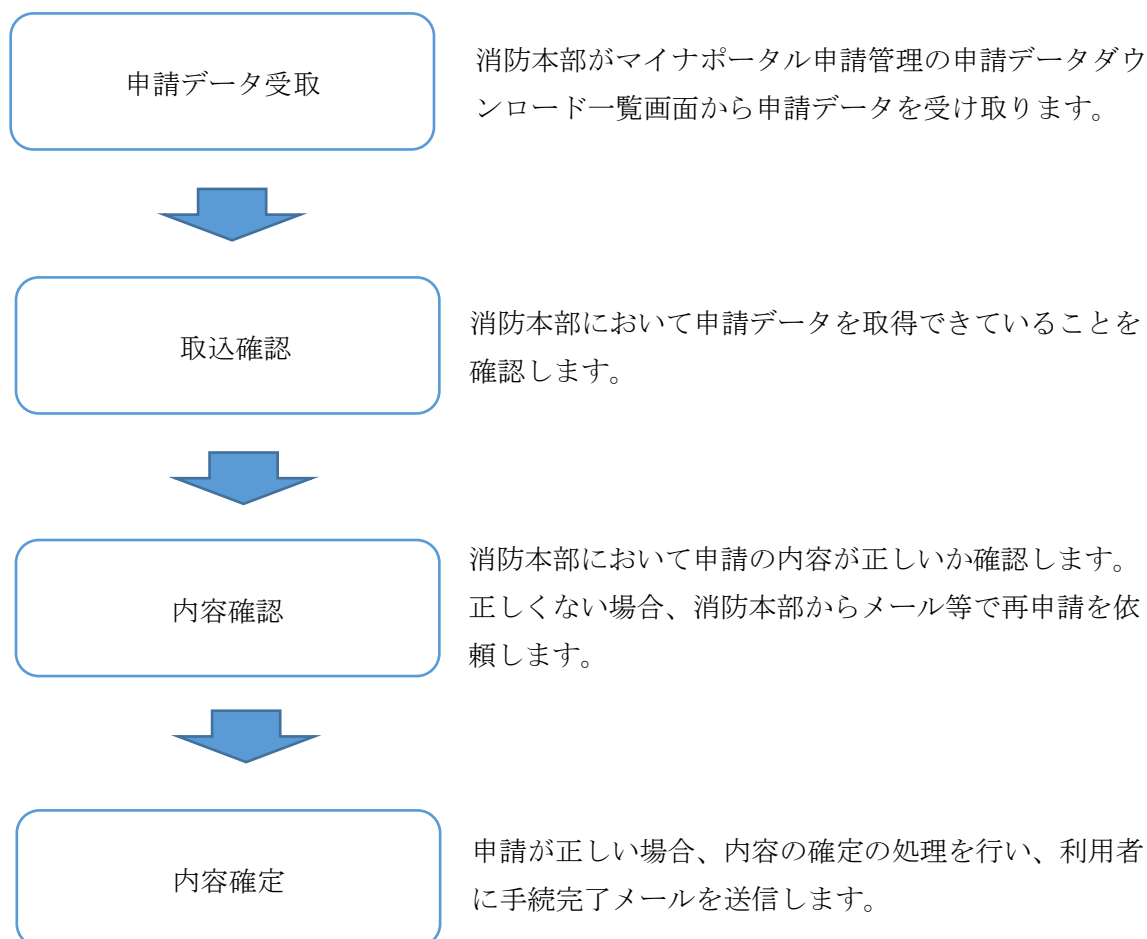 申請データ受取
消防本部がマイナポータル申請管理の申請データダウ
ンロード一覧画面から申請データを受け取ります。
取込確認
消防本部において申請データを取得できていることを
確認します。
内容確認
消防本部において申請の内容が正しいか確認します。
正しくない場合、消防本部からメール等で再申請を依
頼します。
内容確定
申請が正しい場合、内容の確定の処理を行い、利用者
に手続完了メールを送信します。